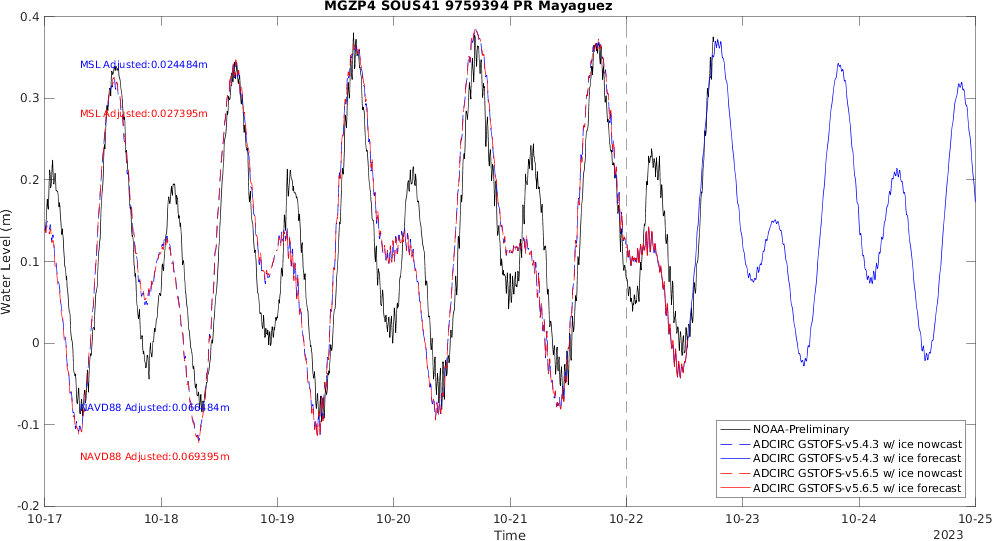 MGZP4 SOUS41 9759394 PR Mayaguez
0.4
0.3
0.2
0.1
0
-0.1
-0.2
Water Level (m)
MSL Adjusted:0.024484m
MSL Adjusted:0.027395m
NAVD88 Adjusted:0.066484m
NAVD88 Adjusted:0.069395m
NOAA-Preliminary
ADCIRC GSTOFS-v5.4.3 w/ ice nowcast
ADCIRC GSTOFS-v5.4.3 w/ ice forecast
ADCIRC GSTOFS-v5.6.5 w/ ice nowcast
ADCIRC GSTOFS-v5.6.5 w/ ice forecast
10-17 10-18 10-19 10-20 10-21 10-22 10-23 10-24 10-25
Time
2023